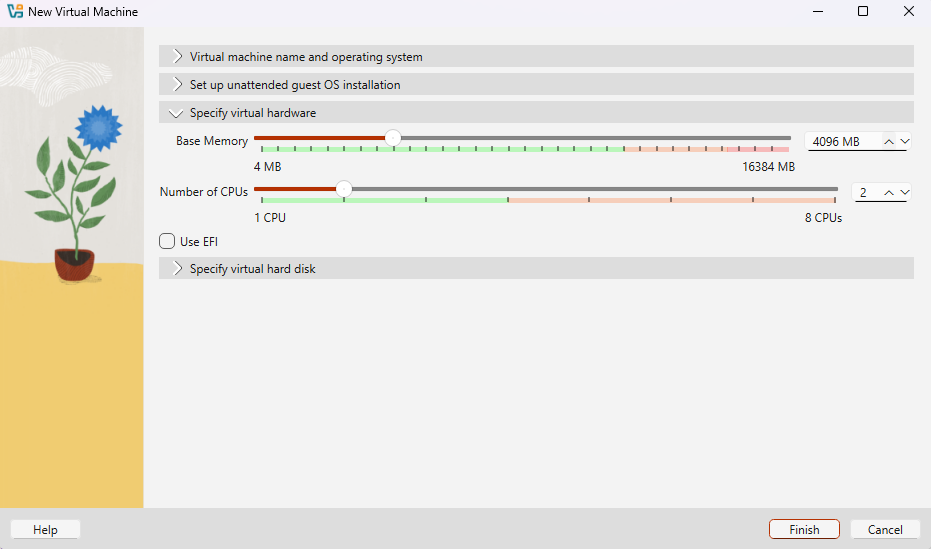 New Virtual Machine
Virtual machine name and operating system
Set up unattended guest OS installation
Specify virtual hardware
Base Memory 4096 MB
4 MB 16384 MB
Number of CPUs 2
1 CPU 8 CPUs
Use EFI
Specify virtual hard disk
Help Finish Cancel